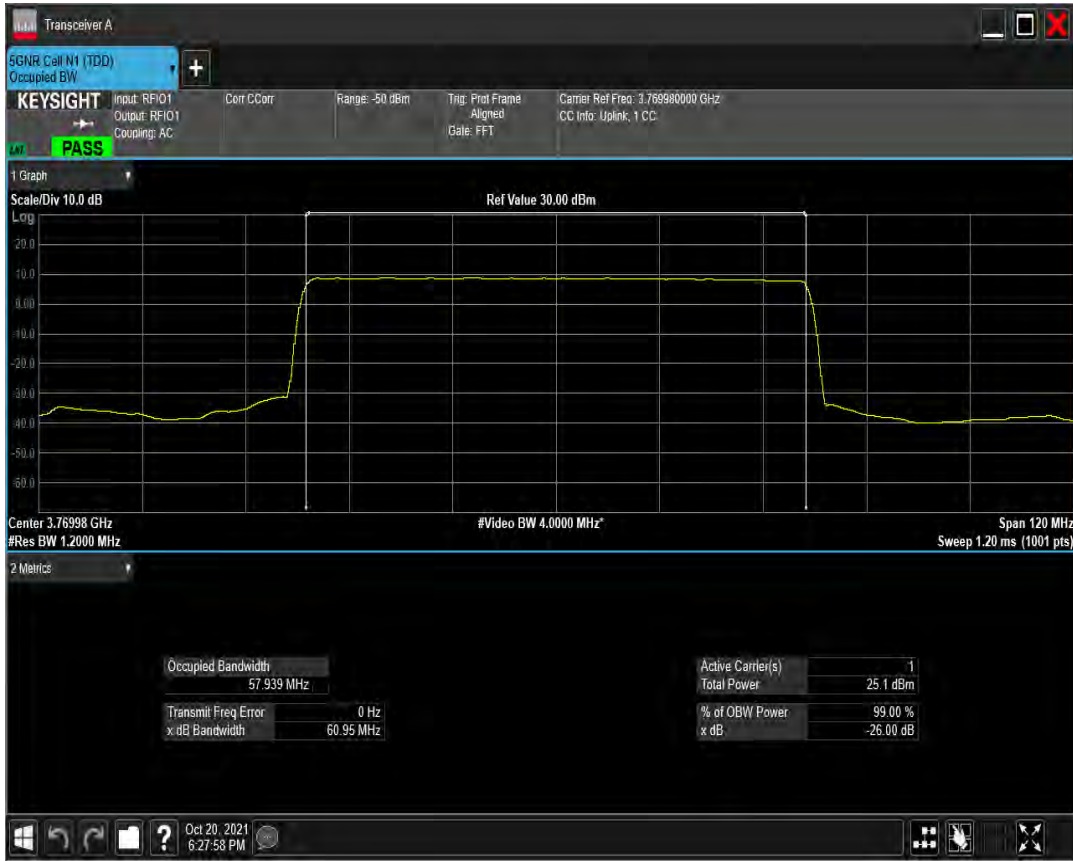 Transceiver A
5GNR Cell N1 (TDD)
Occupied BW
+
KEYSIGHT Input: RFIO1 Corr CCorr Range: -50 dBm Trig: Prot Frame Carrier Ref Freq: 3.769980000 GHz
Output: RFIO1 Aligned CC Info: Uplink, 1 CC
Coupling: AC Gate: FFT
PASS
1 Graph
Scale/Div 10.0 dB Ref Value 30.00 dBm
Log
20.0
10.0
0.00
-10.0
-20.0
-30.0
-40.0
-50.0
-60.0
Center 3.76998 GHz #Video BW 4.0000 MHz* Span 120 MHz
#Res BW 1.2000 MHz Sweep 1.20 ms (1001 pts)
2 Metrics
Occupied Bandwidth Active Carrier(s) 1
57.939 MHz Total Power 25.1 dBm
Transmit Freq Error 0 Hz % of OBW Power 99.00 %
x dB Bandwidth 60.95 MHz x dB -26.00 dB
? Oct 20, 2021
6:27:58 PM